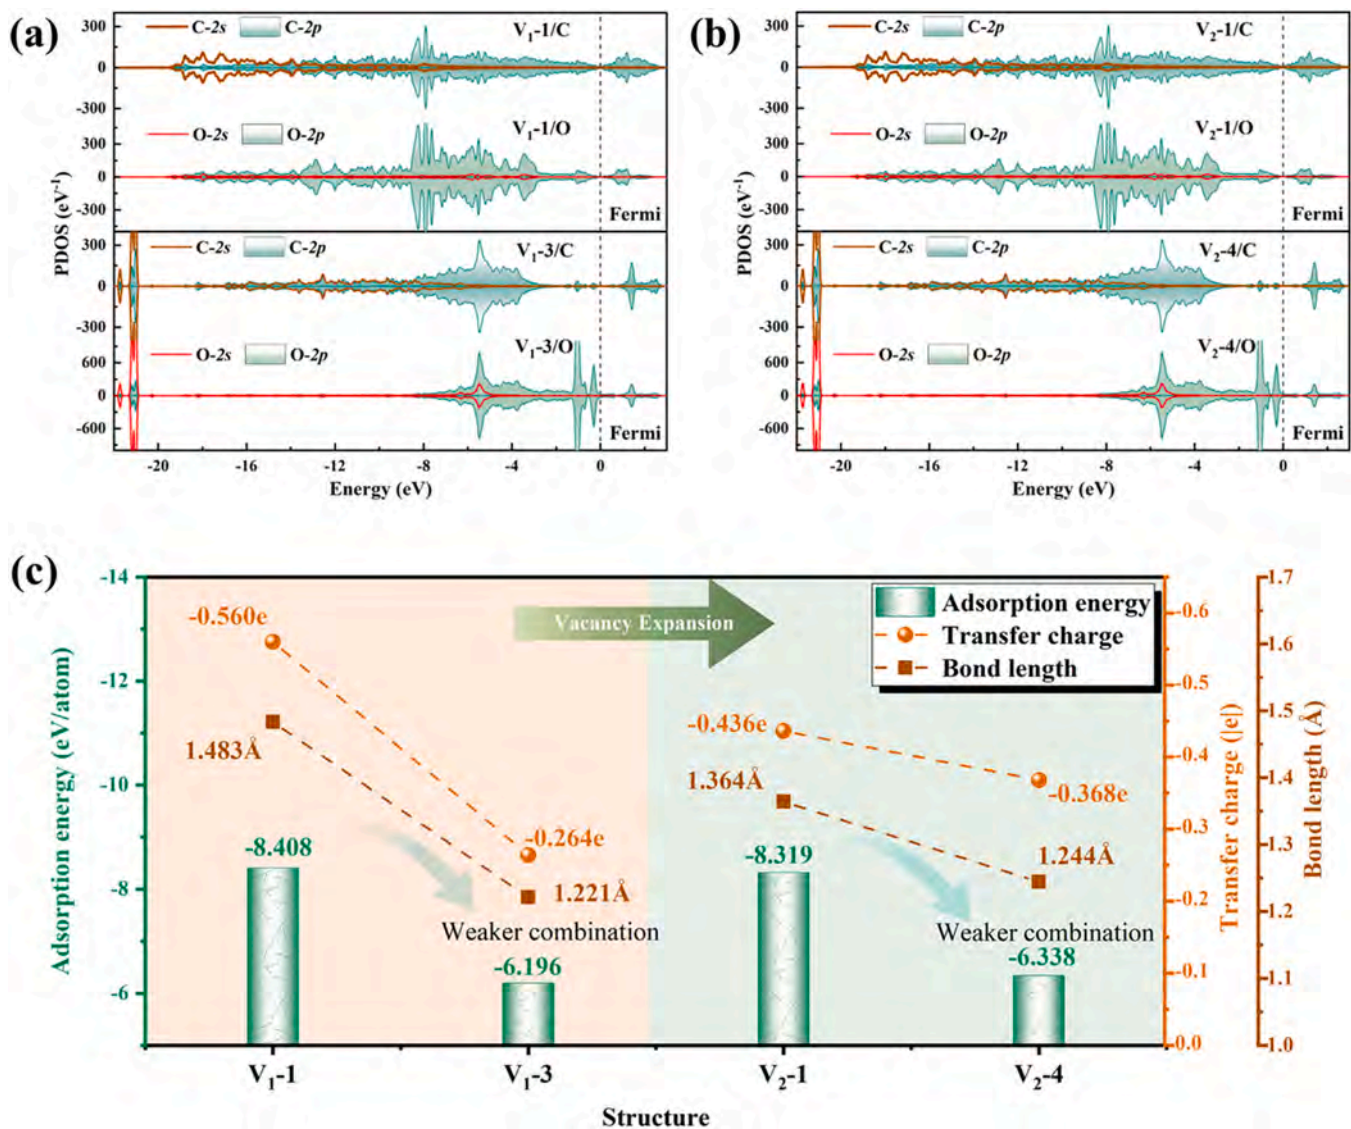 (a)
C-2s C-2p V1-1/C
300
0
300
O-2s O-2p V1-1/O
300
0
300
Fermi
C-2s C-2p V1-3/C
300
0
-300
O-2s O-2p V1-3/O
600
0
-600
Fermi
PDOS (eV-1)
-20 -16 -12 -8 -4 0
Energy (eV)
(b)
C-2s C-2p V2-1/C
300
0
300
O-2s O-2p V2-1/O
300
0
300
Fermi
C-2s C-2p V2-4/C
300
0
-300
O-2s O-2p V2-4/O
600
0
-600
Fermi
PDOS (eV-1)
-20 -16 -12 -8 -4 0
Energy (eV)
(c)
Adsorption energy (eV/atom)
-14
-12
-10
-8
-6
Vacancy Expansion
Adsorption energy
Transfer charge
Bond length
-0.560e
1.483Å
-8.408
-0.264e
1.221Å
Weaker combination
-6.196
-0.436e
1.364Å
-8.319
-0.368e
1.244Å
Weaker combination
-6.338
-0.6
-0.5
-0.4
-0.3
-0.2
-0.1
-0.0
Transfer charge (|e|)
1.7
1.6
1.5
1.4
1.3
1.2
1.1
1.0
Bond length (Å)
V1-1 V1-3 V2-1 V2-4
Structure